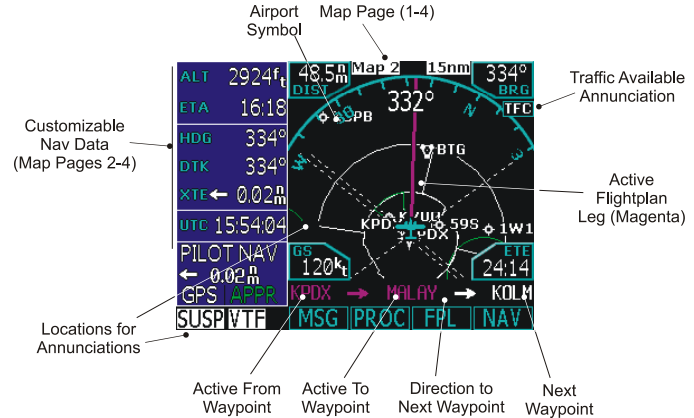 Airport
Symbol
Map Page (1-4)
Traffic Available
Annunciation
Customizable
Nav Data
(Map Pages 2-4)
Active
Flightplan
Leg (Magenta)
Locations for
Annunciations
Active From
Waypoint
Active To
Waypoint
Direction to
Next Waypoint
Next
Waypoint
ALT 2924ft
ETA 16:18
HDG 334°
DTK 334°
XTE ← 0.02nm
UTC 15:54:04
PILOT NAV
← 0.02nm
GPS APPR
SUSP VTF
48.5nm
DIST
Map 2
15nm
334°
BRG
TFC
332°
N
W
3
BTG
59S
1W1
GS
120kt
ETE
24:14
KPDX → MALAY → KOLM
MSG PROC FPL NAV